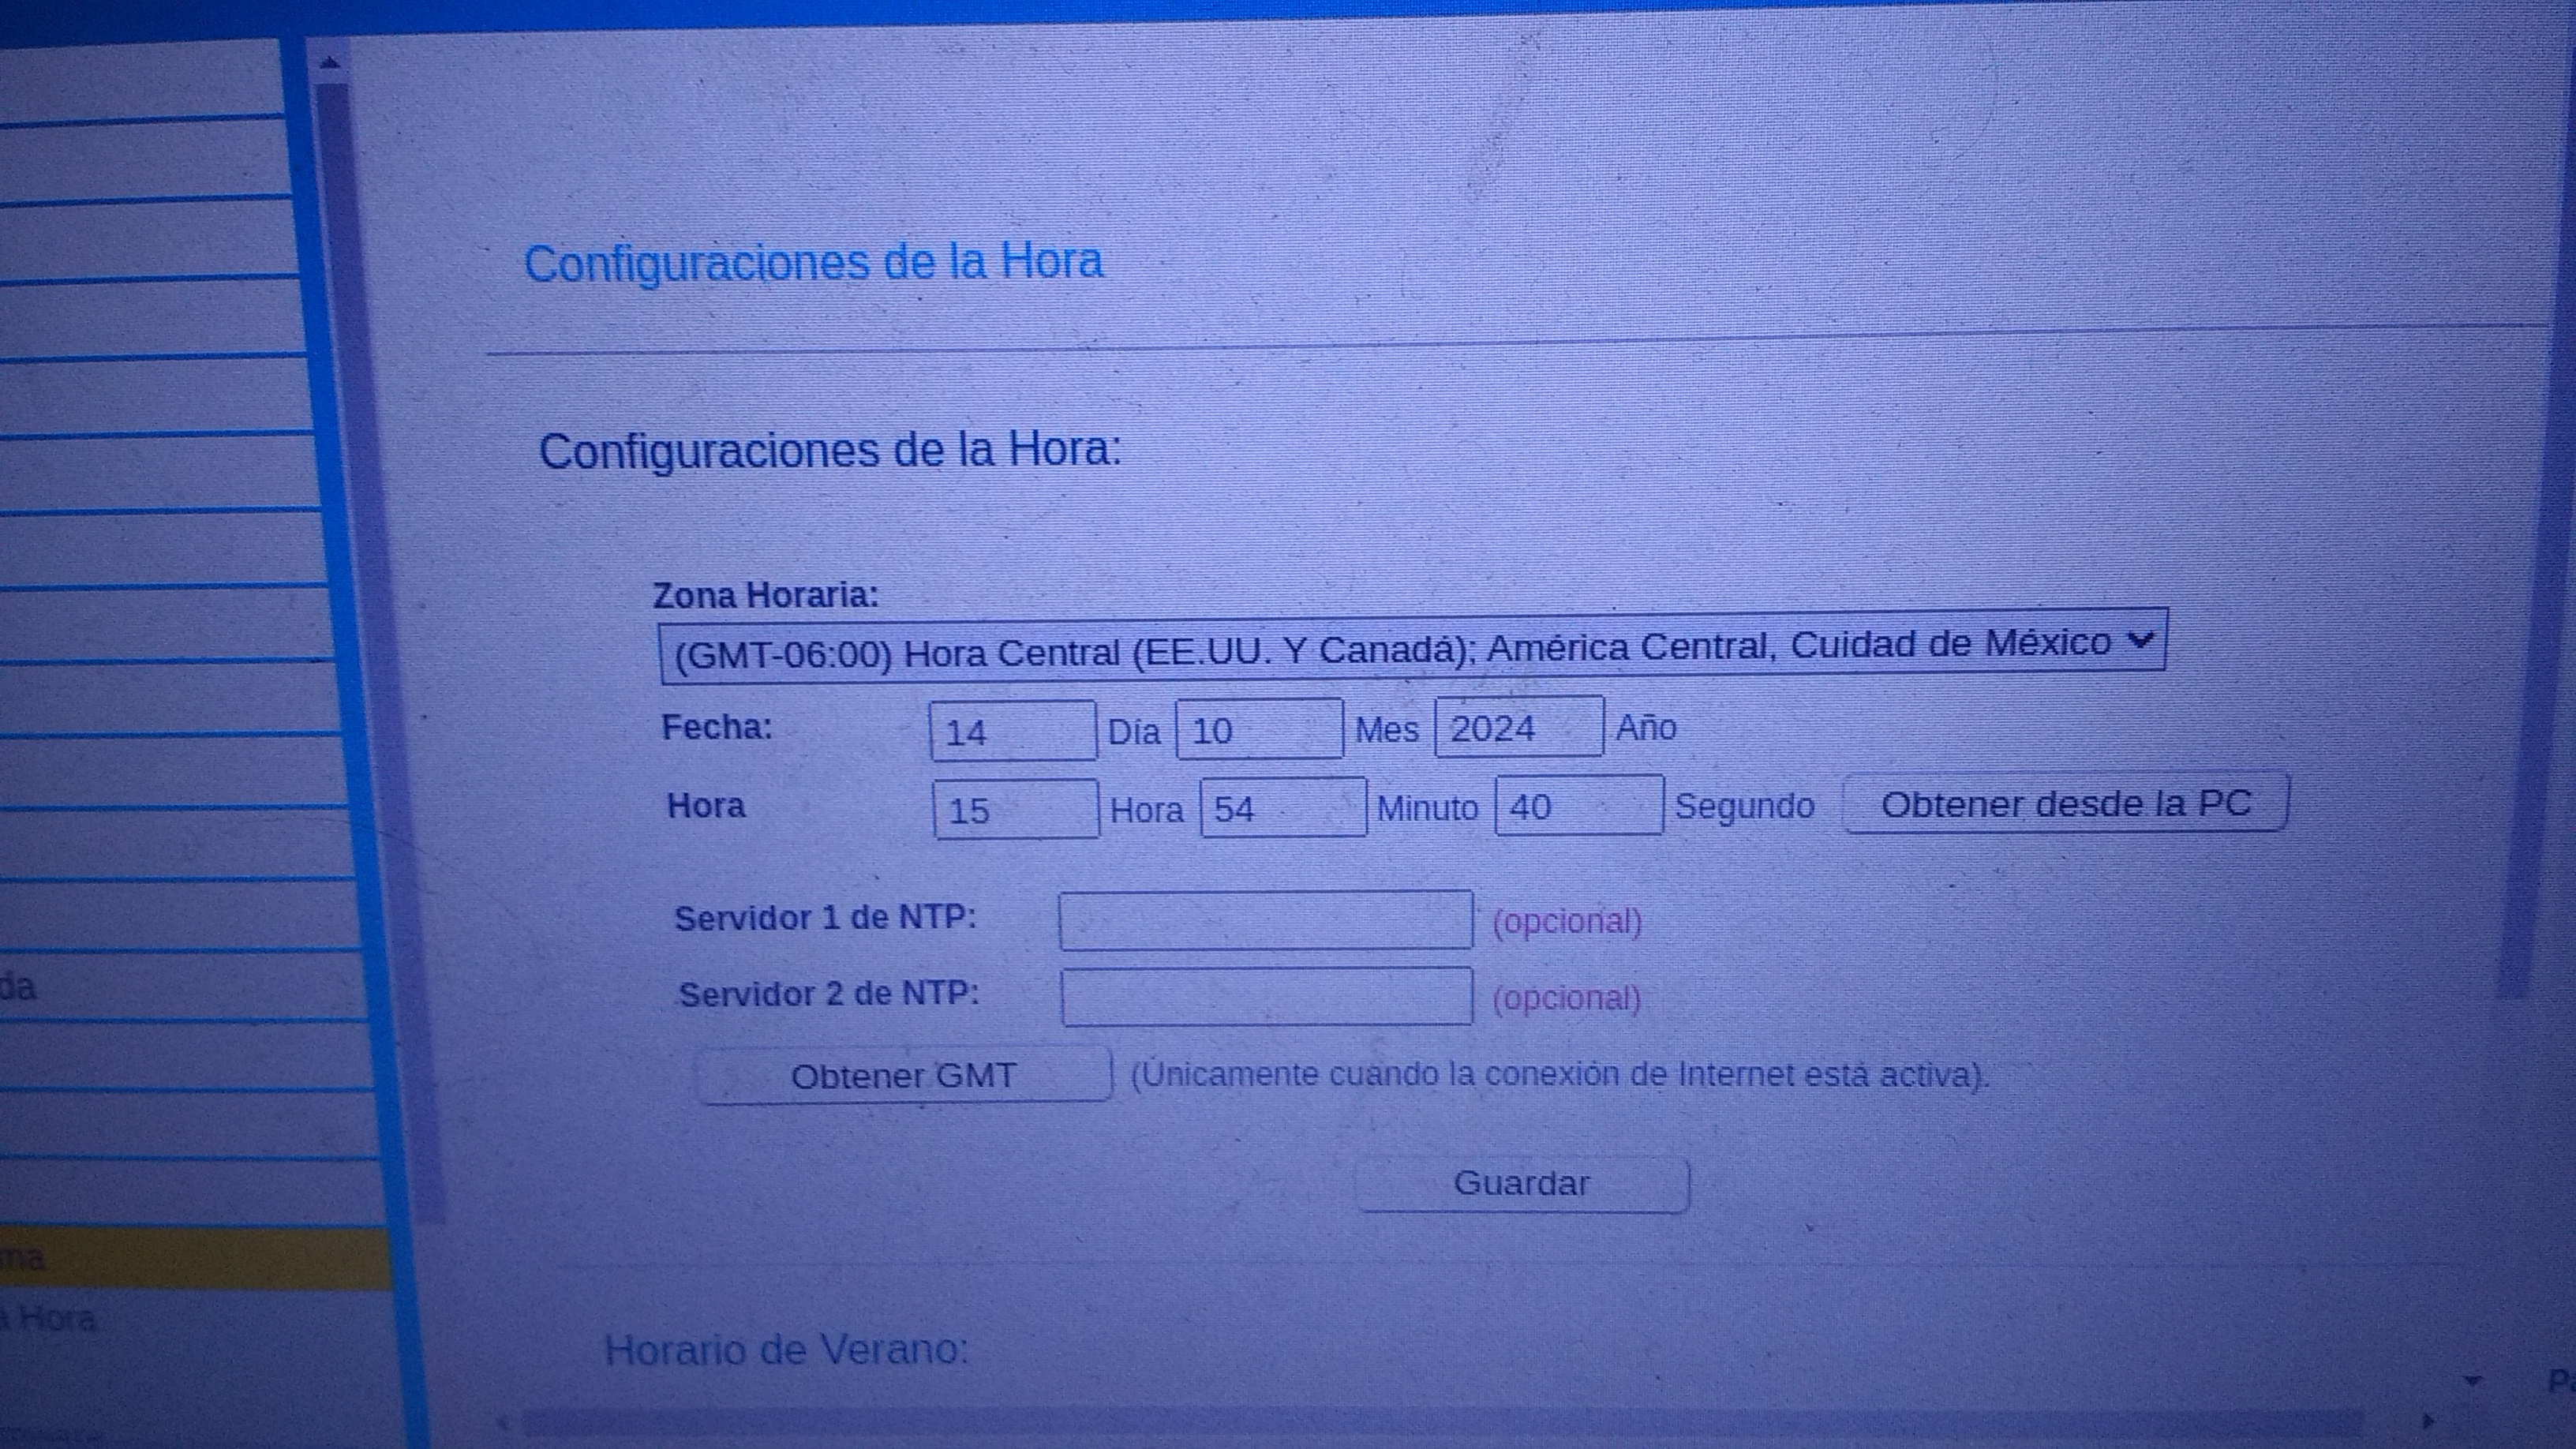 Configuraciones de la Hora
Configuraciones de la Hora:
Zona Horaria:
(GMT-06:00) Hora Central (EE.UU. Y Canadá); América Central, Cuidad de México
Fecha: 14 Día 10 Mes 2024 Año
Hora 15 Hora 54 Minuto 40 Segundo Obtener desde la PC
Servidor 1 de NTP: (opcional)
Servidor 2 de NTP: (opcional)
Obtener GMT (Únicamente cuando la conexión de Internet está activa).
Guardar
Horario de Verano:
da
ma
a Hora